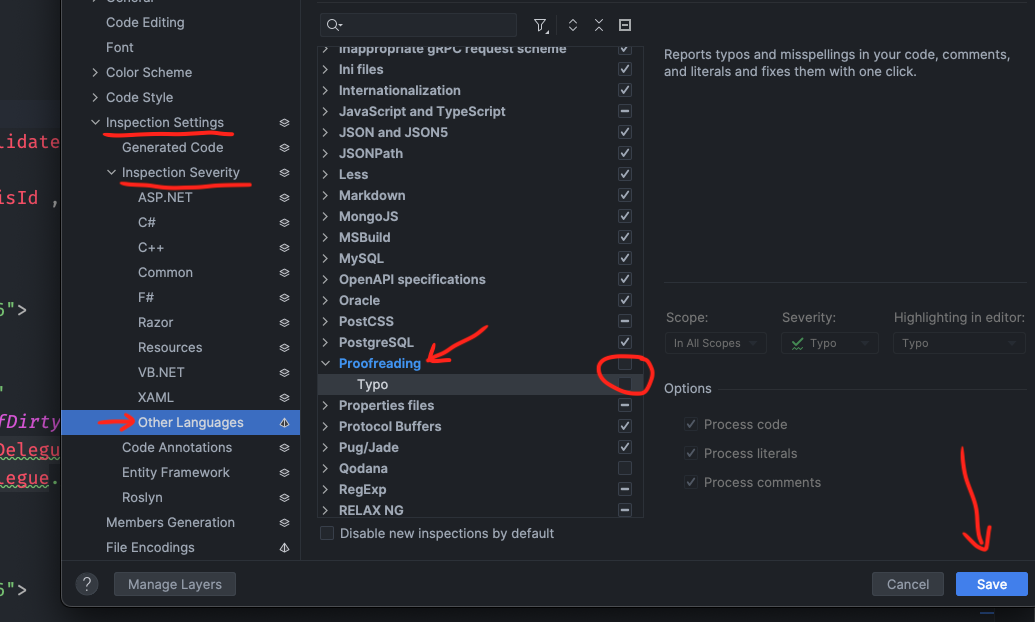 General
Code Editing
Font
Color Scheme
Code Style
Inspection Settings
Generated Code
Inspection Severity
ASP.NET
C#
C++
Common
F#
Razor
Resources
VB.NET
XAML
Other Languages
Code Annotations
Entity Framework
Roslyn
Members Generation
File Encodings
? Manage Layers
lidate
isId ,
6">
"
fDirty
Delegu
legue.
6">
Inappropriate gRPC request scheme
Ini files
Internationalization
JavaScript and TypeScript
JSON and JSON5
JSONPath
Less
Markdown
MongoJS
MSBuild
MySQL
OpenAPI specifications
Oracle
PostCSS
PostgreSQL
Proofreading
Typo
Properties files
Protocol Buffers
Pug/Jade
Qodana
RegExp
RELAX NG
Disable new inspections by default
Reports typos and misspellings in your code, comments,
and literals and fixes them with one click.
Scope: Severity: Highlighting in editor:
In All Scopes Typo Typo
Options
Process code
Process literals
Process comments
Cancel Save